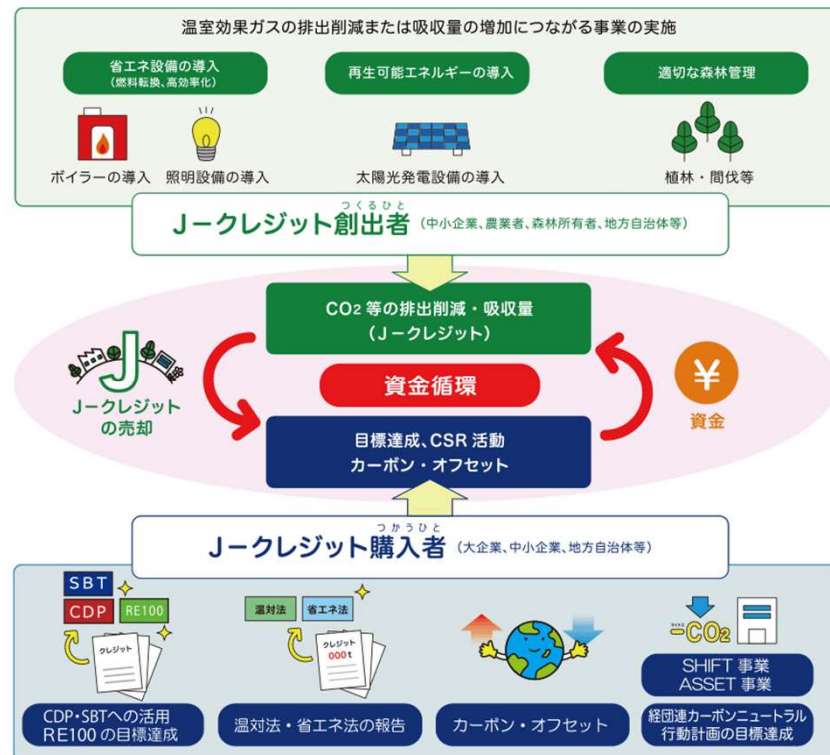 温室効果ガスの排出削減または吸収量の増加につながる事業の実施
省エネ設備の導入
(燃料転換、高効率化)
再生可能エネルギーの導入
適切な森林管理
ボイラーの導入
照明設備の導入
太陽光発電設備の導入
植林・間伐等
つくるひと
Jークレジット創出者（中小企業、農業者、森林所有者、地方自治体等）
CO2 等の排出削減・吸収量
（Jークレジット）
J
Jークレジット
の売却
資金循環
¥
資金
目標達成、CSR 活動
カーボン・オフセット
つかうひと
Jークレジット購入者（大企業、中小企業、地方自治体等）
SBT
CDP
RE100
クレジット
CDP・SBTへの活用
RE100 の目標達成
温対法
省エネ法
クレジット
000t
温対法・省エネ法の報告
カーボン・オフセット
マイナス
-CO2
SHIFT 事業
ASSET 事業
経団連カーボンニュートラル
行動計画の目標達成